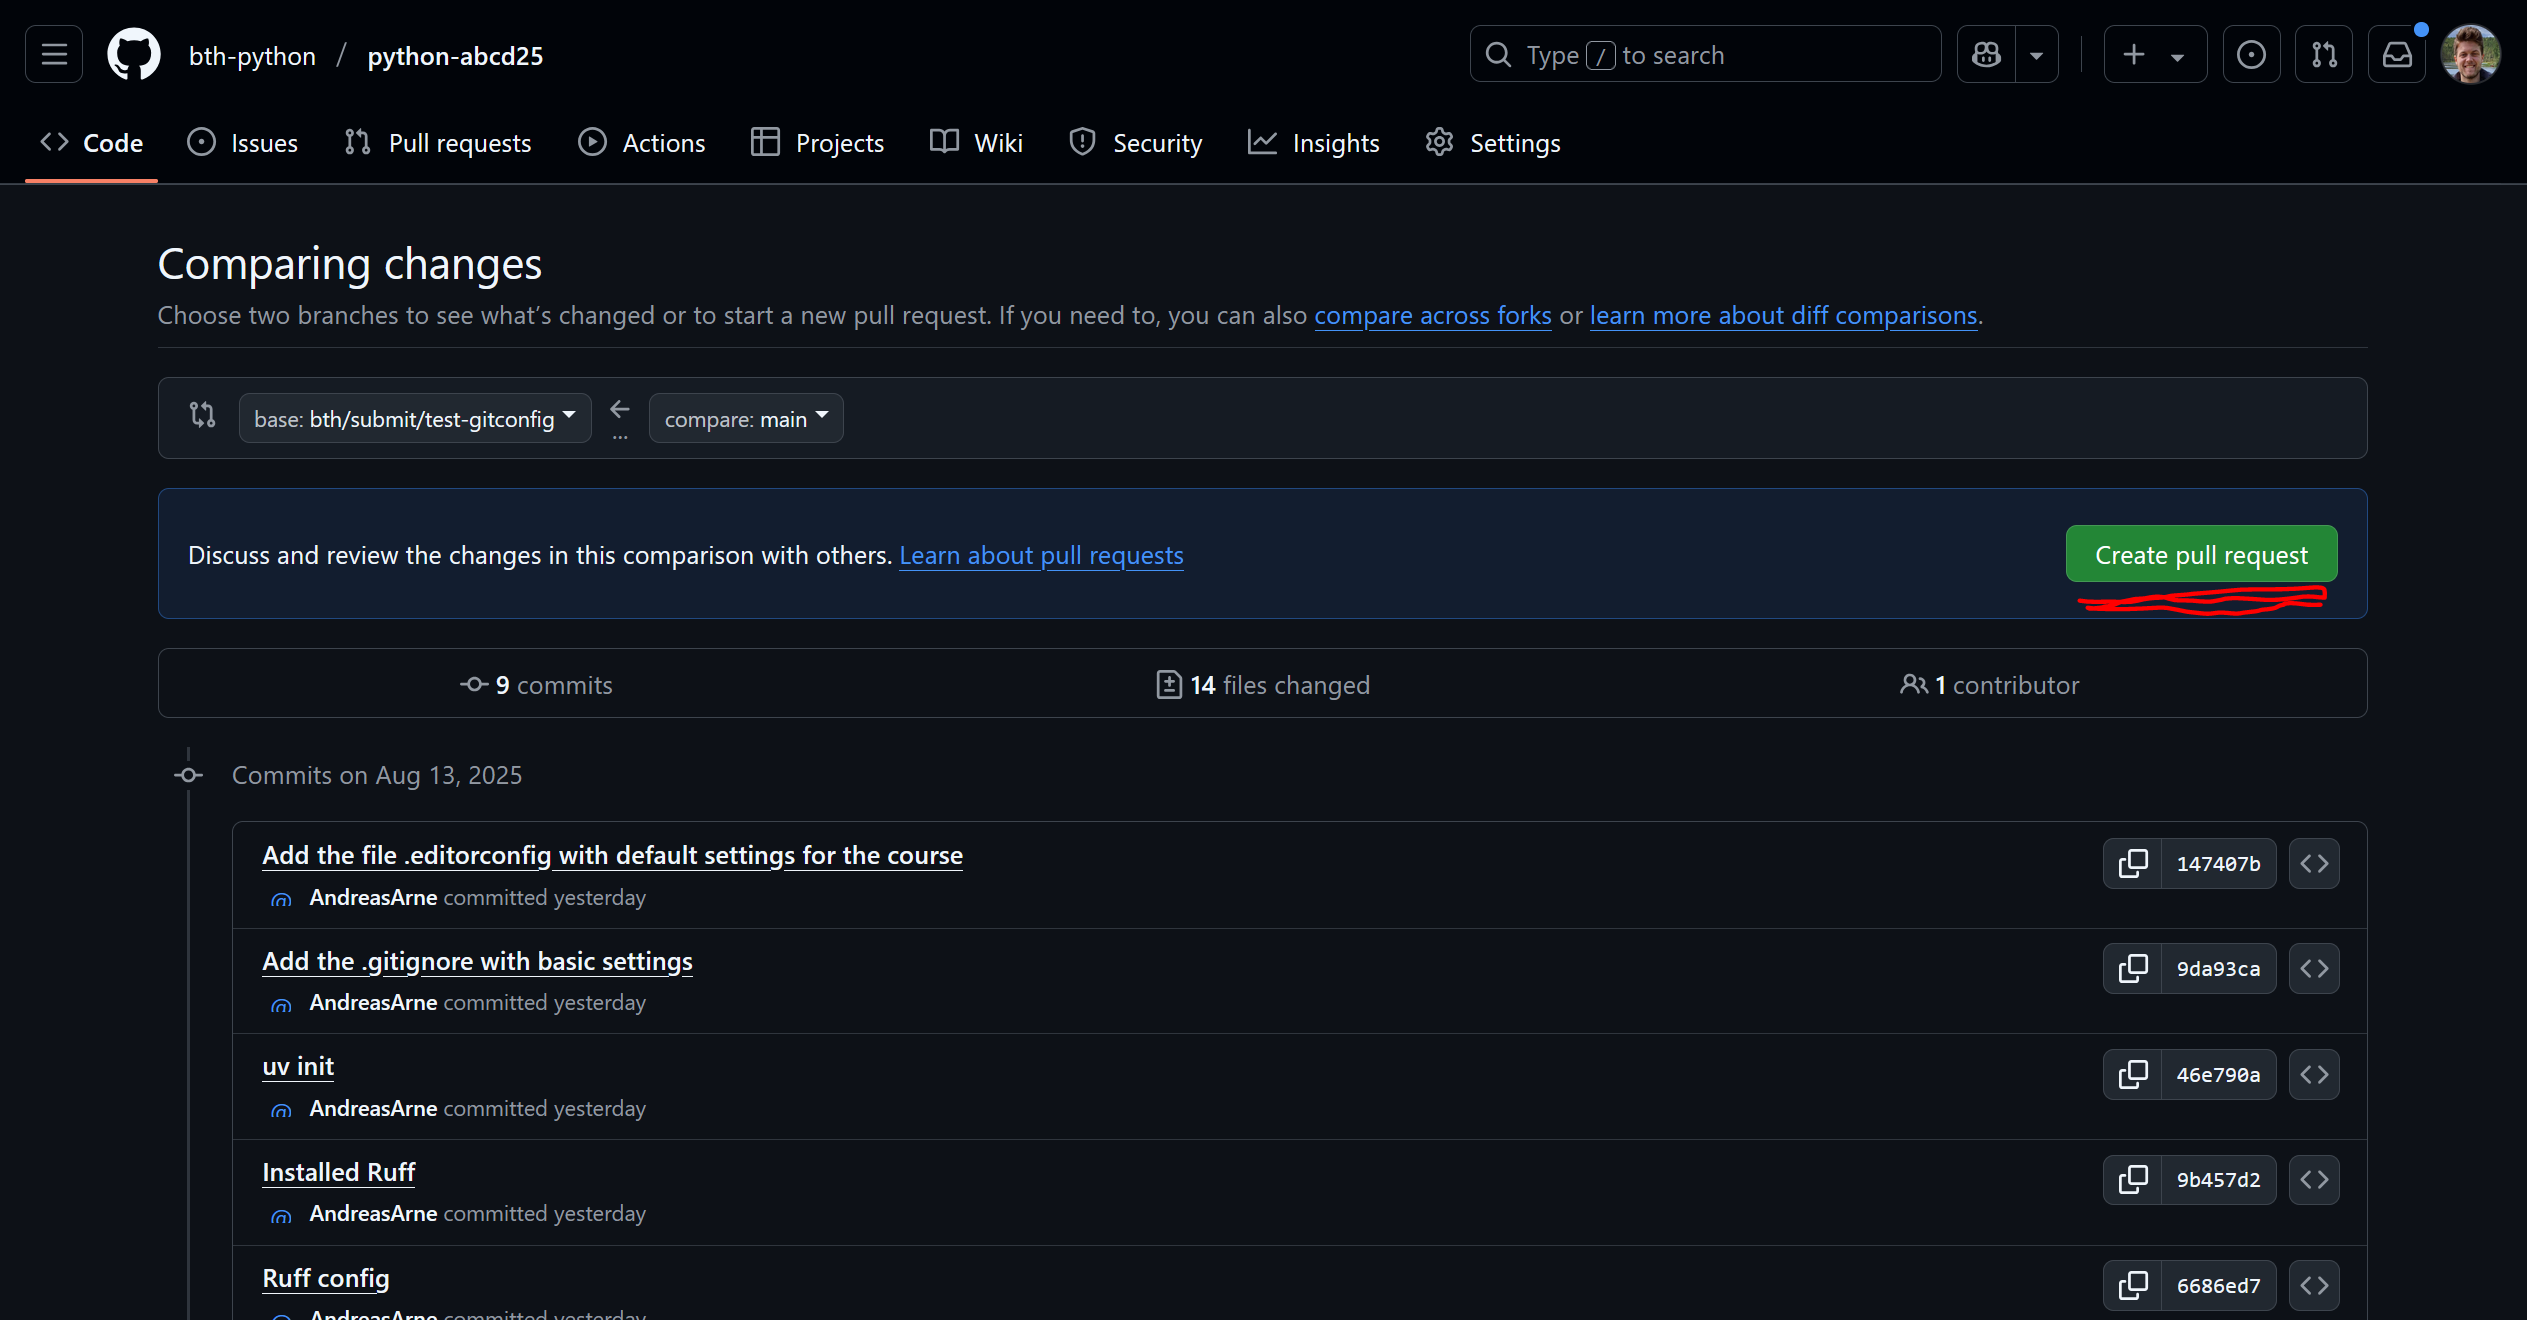 bth-python / python-abcd25
Type / to search
Code Issues Pull requests Actions Projects Wiki Security Insights Settings
Comparing changes
Choose two branches to see what’s changed or to start a new pull request. If you need to, you can also compare across forks or learn more about diff comparisons.
base: bth/submit/test-gitconfig ... compare: main
Discuss and review the changes in this comparison with others. Learn about pull requests
Create pull request
9 commits 14 files changed 1 contributor
Commits on Aug 13, 2025
Add the file .editorconfig with default settings for the course
147407b
@ AndreasArne committed yesterday
Add the .gitignore with basic settings
9da93ca
@ AndreasArne committed yesterday
uv init
46e790a
@ AndreasArne committed yesterday
Installed Ruff
9b457d2
@ AndreasArne committed yesterday
Ruff config
6686ed7
AndreasArne committed yesterday